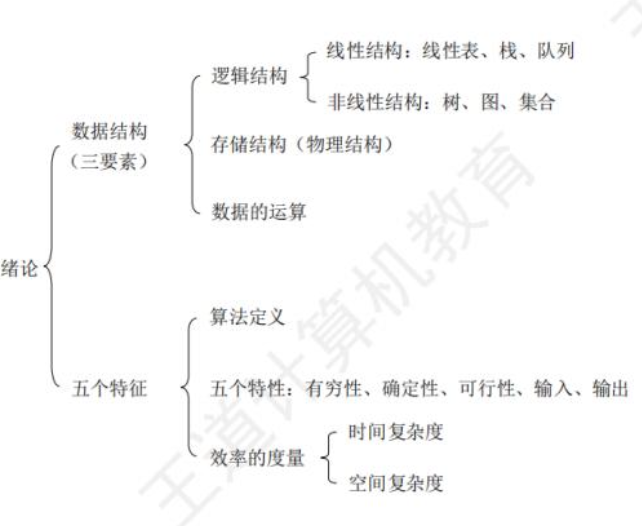 线性结构：线性表、栈、队列
逻辑结构
非线性结构：树、图、集合
数据结构
（三要素）
存储结构（物理结构）
数据的运算
绪论
算法定义
五个特征
五个特性：有穷性、确定性、可行性、输入、输出
时间复杂度
效率的度量
空间复杂度
王道计算机教育